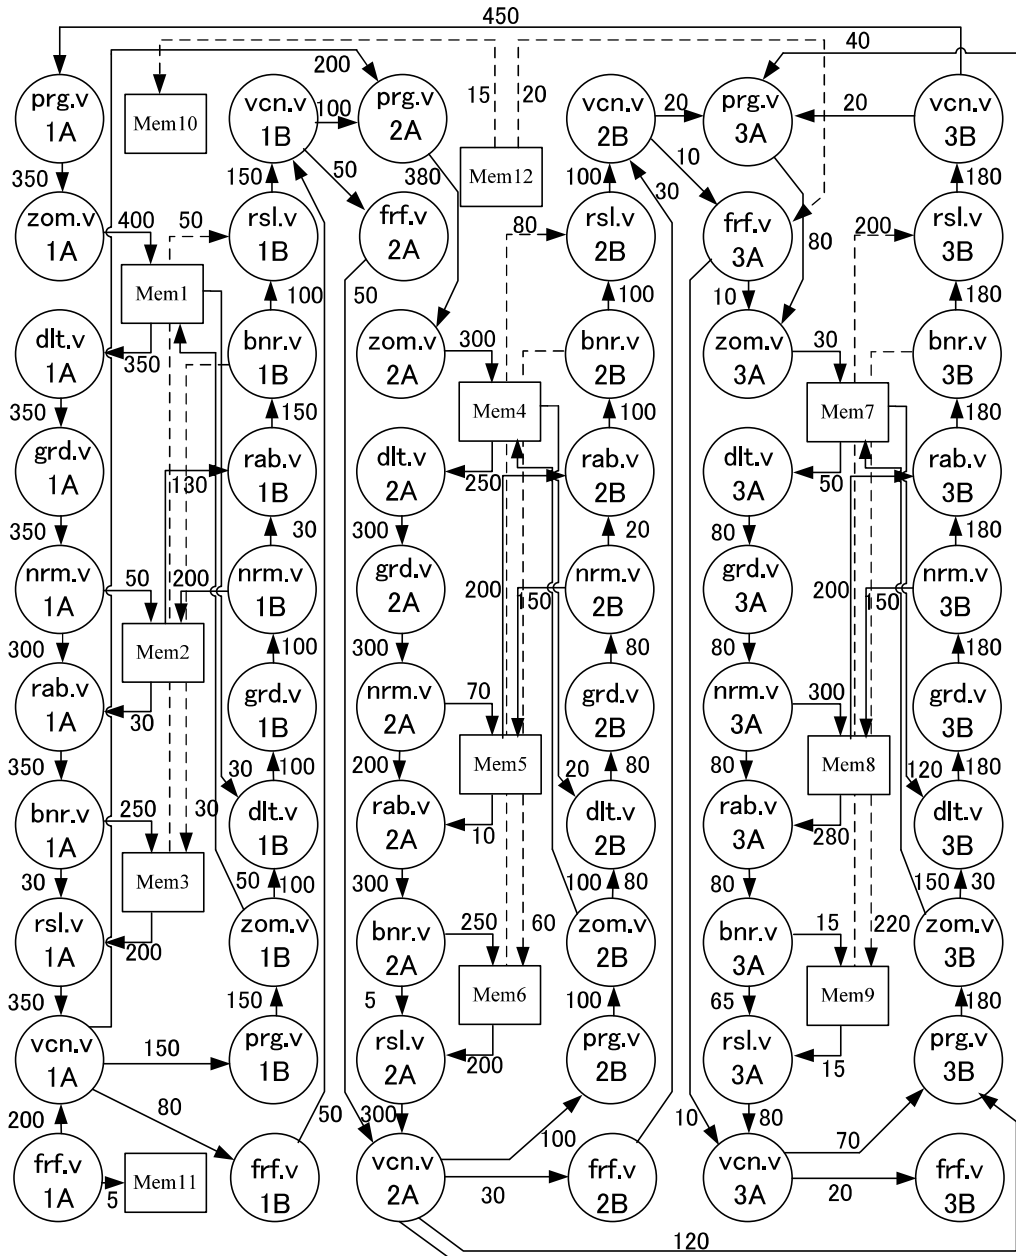 450
40
200
prg.v
1A
Mem10
vcn.v
1B
100
prg.v
2A
15
20
vcn.v
2B
20
prg.v
3A
20
vcn.v
3B
350
150
50
380
Mem12
100
30
10
180
zom.v
1A
400
50
rsl.v
1B
frf.v
2A
80
rsl.v
2B
frf.v
3A
80
200
rsl.v
3B
Mem1
100
50
100
10
180
dlt.v
1A
350
bnr.v
1B
zom.v
2A
300
bnr.v
2B
zom.v
3A
30
bnr.v
3B
350
150
Mem4
100
Mem7
180
grd.v
1A
130
rab.v
1B
dlt.v
2A
250
rab.v
2B
dlt.v
3A
50
rab.v
3B
350
30
300
20
80
180
nrm.v
1A
50
200
nrm.v
1B
grd.v
2A
200
150
nrm.v
2B
grd.v
3A
200
150
nrm.v
3B
300
Mem2
100
300
80
80
180
rab.v
1A
30
grd.v
1B
nrm.v
2A
70
grd.v
2B
nrm.v
3A
300
grd.v
3B
350
30
100
200
Mem5
20
80
80
Mem8
120
180
bnr.v
1A
250
30
dlt.v
1B
rab.v
2A
10
dlt.v
2B
rab.v
3A
280
dlt.v
3B
30
Mem3
50
100
300
100
80
80
150
30
rsl.v
1A
200
zom.v
1B
bnr.v
2A
250
60
zom.v
2B
bnr.v
3A
15
220
zom.v
3B
350
150
5
Mem6
100
65
Mem9
180
vcn.v
1A
150
prg.v
1B
rsl.v
2A
200
prg.v
2B
rsl.v
3A
15
prg.v
3B
200
80
50
300
100
10
80
70
frf.v
1A
5
Mem11
frf.v
1B
vcn.v
2A
30
frf.v
2B
vcn.v
3A
20
frf.v
3B
120